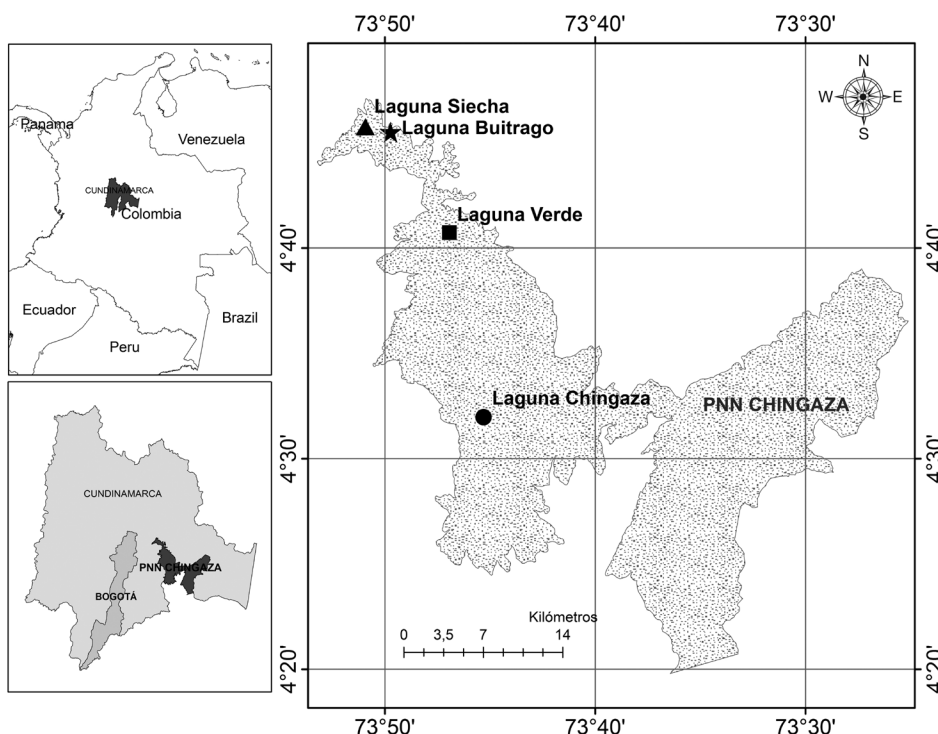 Panama
Venezuela
CUNDINAMARCA
Colombia
Ecuador
Peru
Brazil
CUNDINAMARCA
PNN CHINGAZA
BOGOTÁ
73°50' 73°40' 73°30'
N
W E
S
Laguna Siecha
Laguna Buitrago
Laguna Verde
4°40' 4°40'
Laguna Chingaza
PNN CHINGAZA
4°30' 4°30'
Kilómetros
0 3,5 7 14
4°20' 4°20'
73°50' 73°40' 73°30'